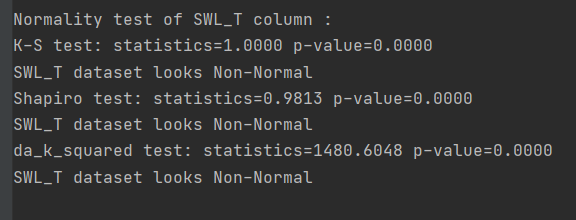 Normality test of SWL_T column :
K-S test: statistics=1.0000 p-value=0.0000
SWL_T dataset looks Non-Normal
Shapiro test: statistics=0.9813 p-value=0.0000
SWL_T dataset looks Non-Normal
da_k_squared test: statistics=1480.6048 p-value=0.0000
SWL_T dataset looks Non-Normal